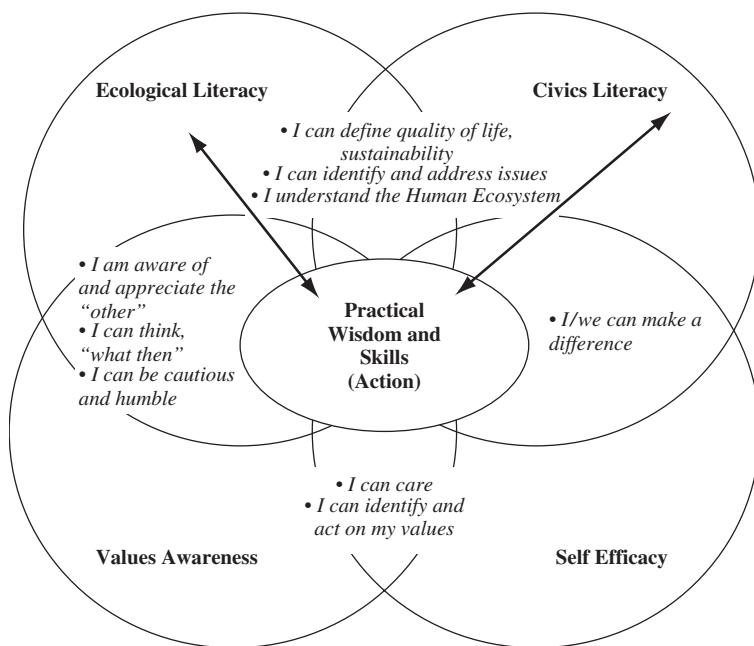 Ecological Literacy
Civics Literacy
• I can define quality of life,
sustainability
• I can identify and address issues
• I understand the Human Ecosystem
• I am aware of
and appreciate the
“other”
• I can think,
“what then”
• I can be cautious
and humble
Practical
Wisdom and
Skills
(Action)
• I/we can make a
difference
• I can care
• I can identify and
act on my values
Values Awareness
Self Efficacy